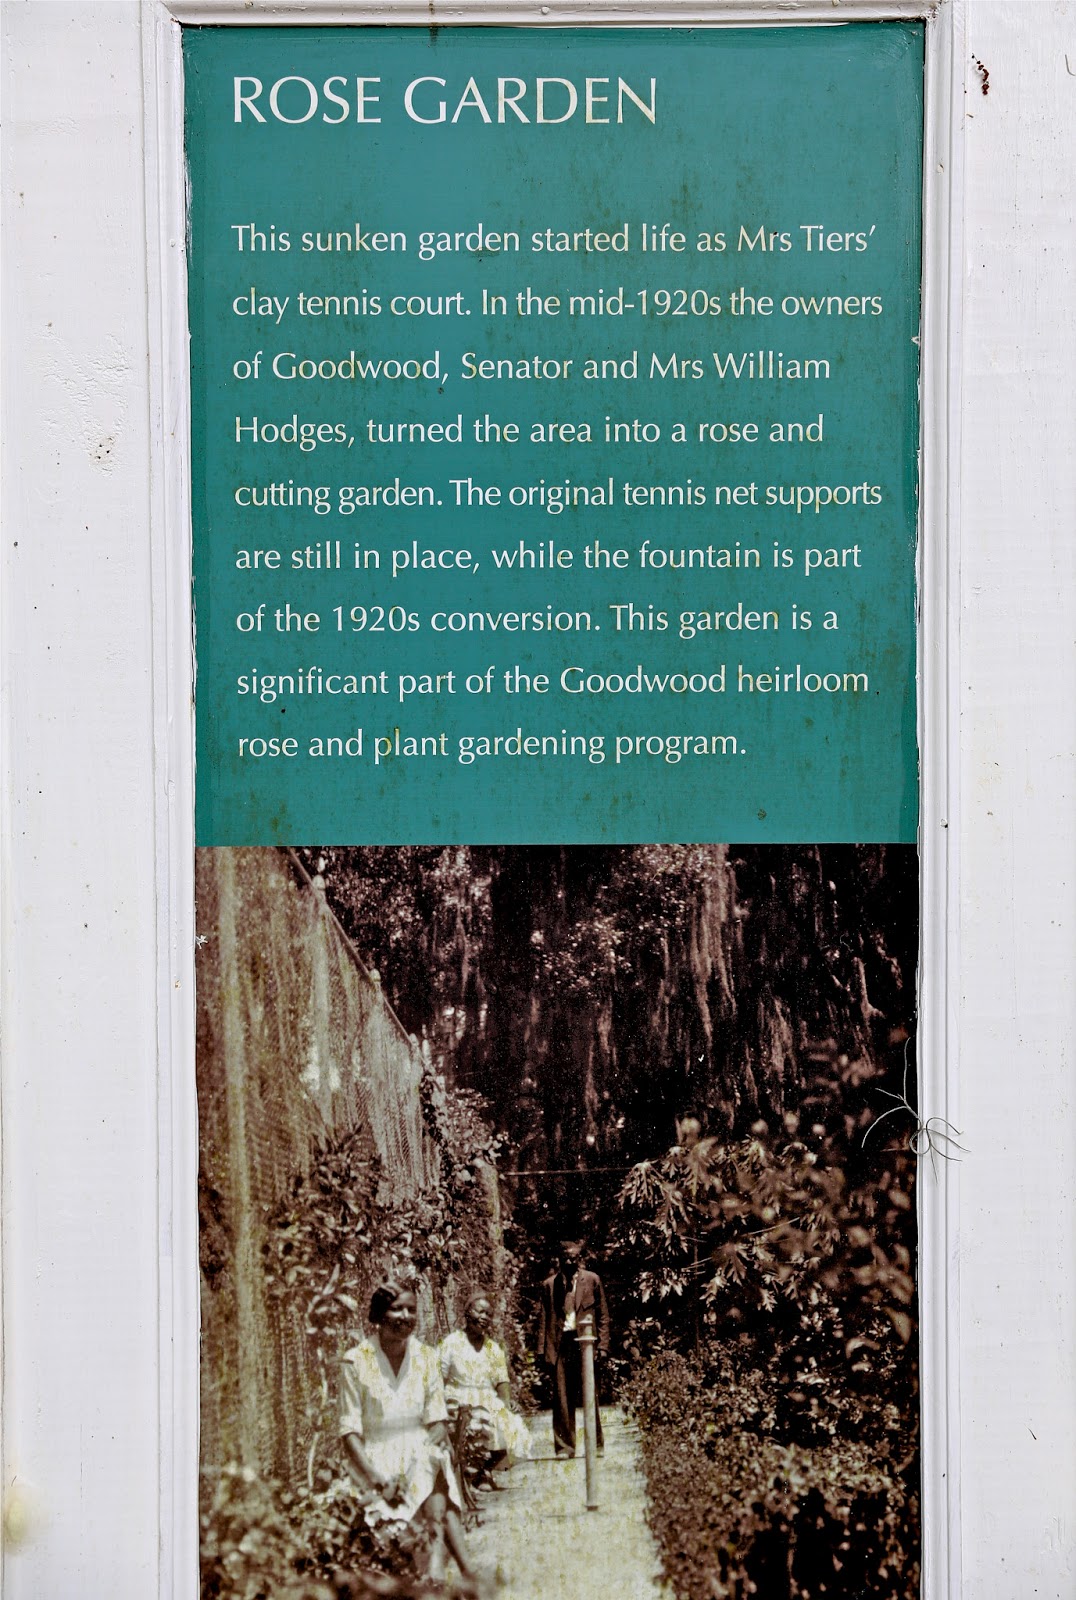 ROSE GARDEN
This sunken garden started life as Mrs Tiers’
clay tennis court. In the mid-1920s the owners
of Goodwood, Senator and Mrs William
Hodges, turned the area into a rose and
cutting garden. The original tennis net supports
are still in place, while the fountain is part
of the 1920s conversion. This garden is a
significant part of the Goodwood heirloom
rose and plant gardening program.